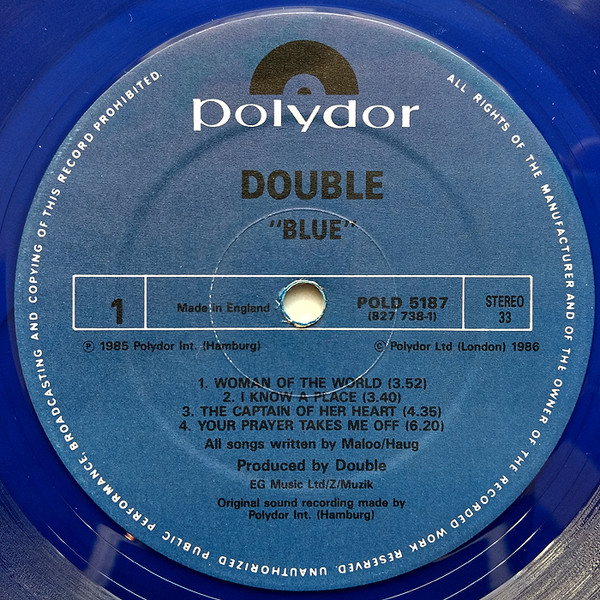 polydor
DOUBLE
"BLUE"
1
Made in England
POLD 5187
(827 738-1)
STEREO
33
℗ 1985 Polydor Int. (Hamburg)
© Polydor Ltd (London) 1986
1. WOMAN OF THE WORLD (3.52)
2. I KNOW A PLACE (3.40)
3. THE CAPTAIN OF HER HEART (4.35)
4. YOUR PRAYER TAKES ME OFF (6.20)
All songs written by Maloo/Haug
Produced by Double
EG Music Ltd/Z/Muzik
Original sound recording made by
Polydor Int. (Hamburg)
ALL RIGHTS OF THE MANUFACTURER AND OF THE OWNER OF THE RECORDED WORK RESERVED. UNAUTHORIZED PUBLIC PERFORMANCE, BROADCASTING AND COPYING OF THIS RECORD PROHIBITED.